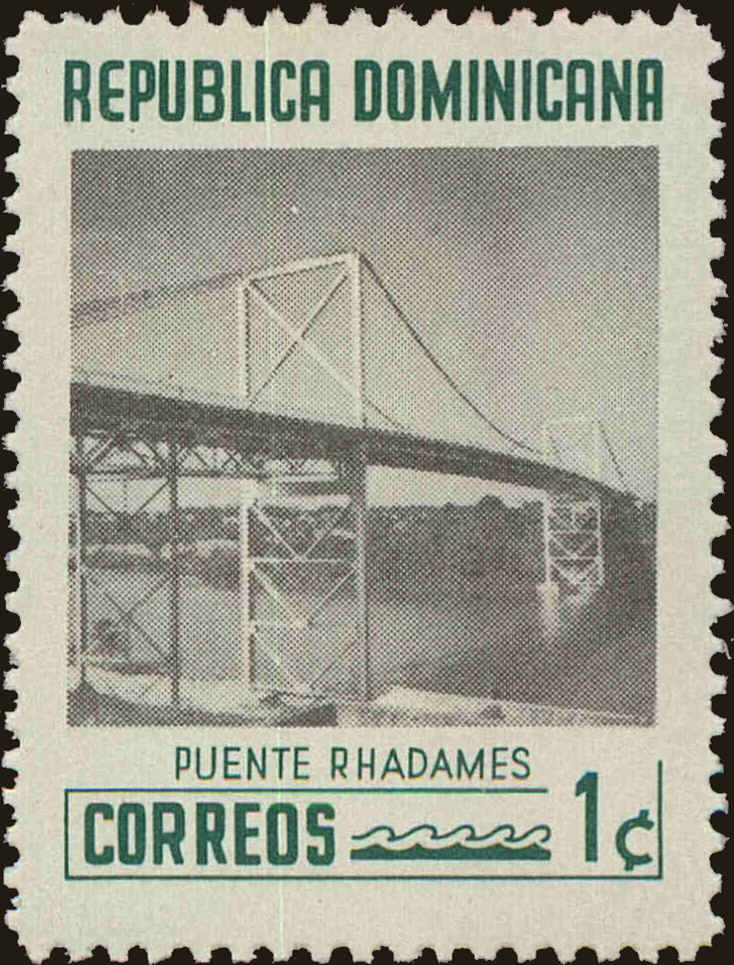 REPUBLICA DOMINICANA
PUENTE RHADAMES
CORREOS 1¢